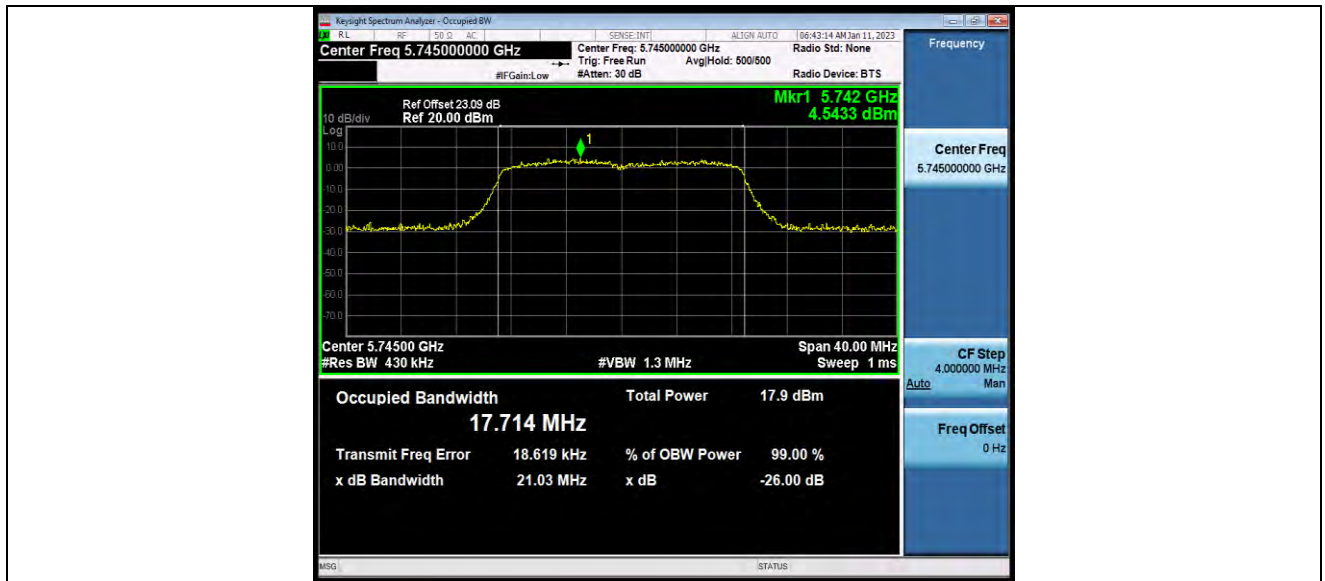 Keysight Spectrum Analyzer - Occupied BW
RL RF 50 Ω AC SENSE:INT ALIGN AUTO 06:43:14 AM Jan 11, 2023
Center Freq 5.745000000 GHz
Center Freq: 5.745000000 GHz
Radio Std: None
Trig: Free Run Avg|Hold: 500/500
#IFGain:Low
#Atten: 30 dB
Radio Device: BTS
Frequency
Mkr1 5.742 GHz
4.5433 dBm
Ref Offset 23.09 dB
10 dB/div Ref 20.00 dBm
Log
10.0
0.00
-10.0
-20.0
-30.0
-40.0
-50.0
-60.0
-70.0
1
Center 5.74500 GHz
Span 40.00 MHz
#Res BW 430 kHz
#VBW 1.3 MHz
Sweep 1 ms
Occupied Bandwidth
17.714 MHz
Total Power 17.9 dBm
Transmit Freq Error 18.619 kHz
% of OBW Power 99.00 %
x dB Bandwidth 21.03 MHz
x dB -26.00 dB
Center Freq
5.745000000 GHz
CF Step
4.000000 MHz
Auto Man
Freq Offset
0 Hz
MSG
STATUS